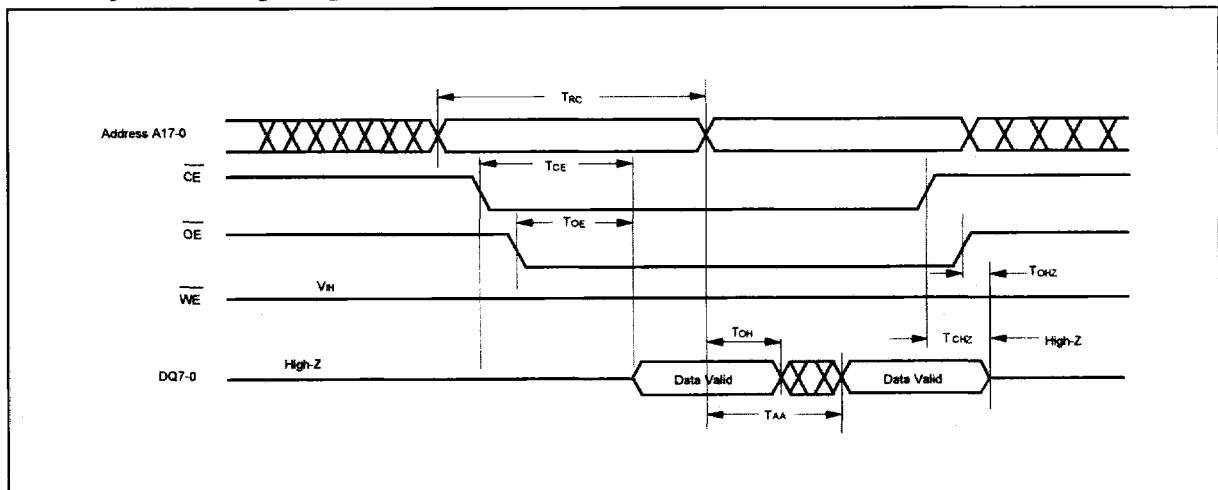 TRC
Address A17-0
TCE
CE
TOE
OE
TOHZ
VIH
WE
TOH
TCHZ
High-Z
High-Z
DQ7-0
Data Valid
Data Valid
TAA